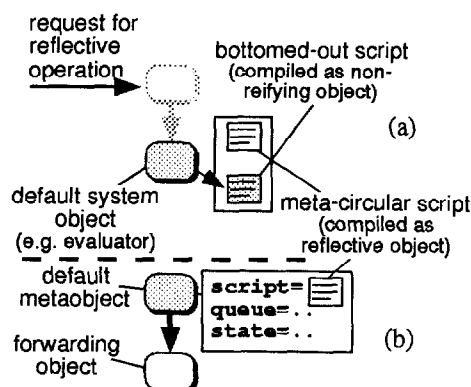 request for
reflective
operation
bottomed-out script
(compiled as non-
reifying object)
(a)
default system
object
(e.g. evaluator)
meta-circular script
(compiled as
reflective object)
default
metaobject
script=
queue=..
state=..
(b)
forwarding
object